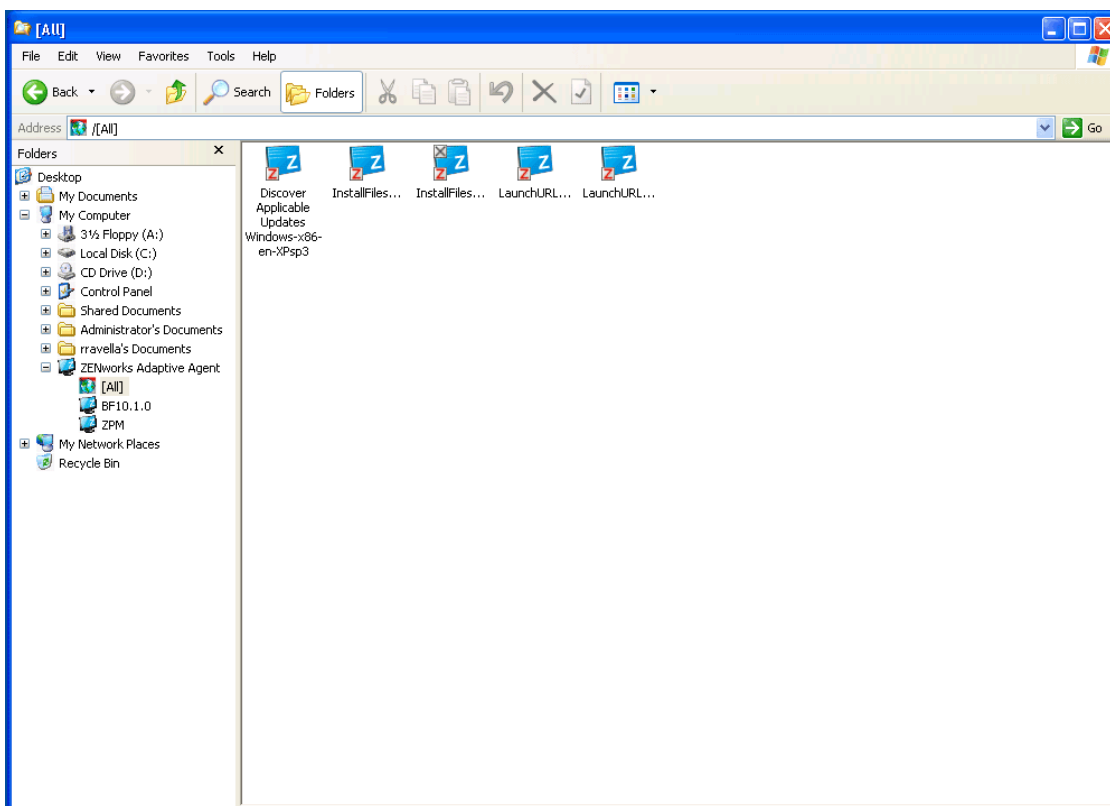 [All]
File Edit View Favorites Tools Help
Back Search Folders
Address /[All] Go
Folders
Desktop
My Documents
My Computer
3½ Floppy (A:)
Local Disk (C:)
CD Drive (D:)
Control Panel
Shared Documents
Administrator's Documents
rravella's Documents
ZENworks Adaptive Agent
[All]
BF10.1.0
ZPM
My Network Places
Recycle Bin
Discover
Applicable
Updates
Windows-x86-
en-XPsp3
InstallFiles...
InstallFiles...
LaunchURL...
LaunchURL...